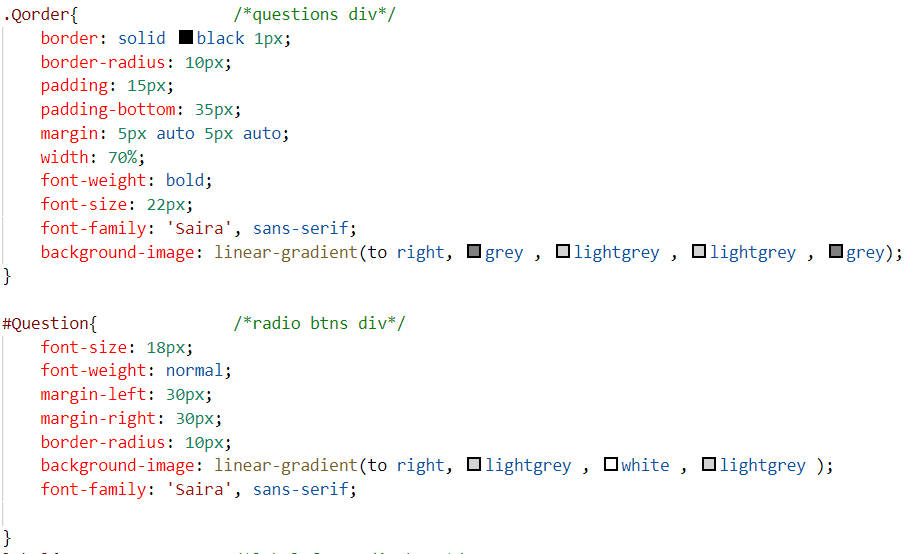 .Qorder{ /*questions div*/
border: solid black 1px;
border-radius: 10px;
padding: 15px;
padding-bottom: 35px;
margin: 5px auto 5px auto;
width: 70%;
font-weight: bold;
font-size: 22px;
font-family: 'Saira', sans-serif;
background-image: linear-gradient(to right, grey , lightgrey , lightgrey , grey);
}
#Question{ /*radio btns div*/
font-size: 18px;
font-weight: normal;
margin-left: 30px;
margin-right: 30px;
border-radius: 10px;
background-image: linear-gradient(to right, lightgrey , white , lightgrey );
font-family: 'Saira', sans-serif;
}